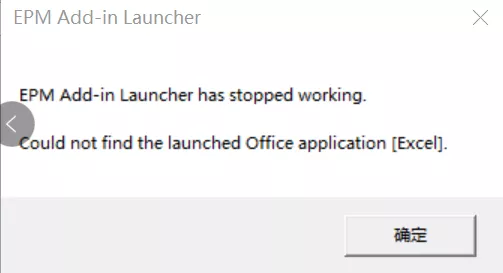 EPM Add-in Launcher
EPM Add-in Launcher has stopped working.
Could not find the launched Office application [Excel].
确定